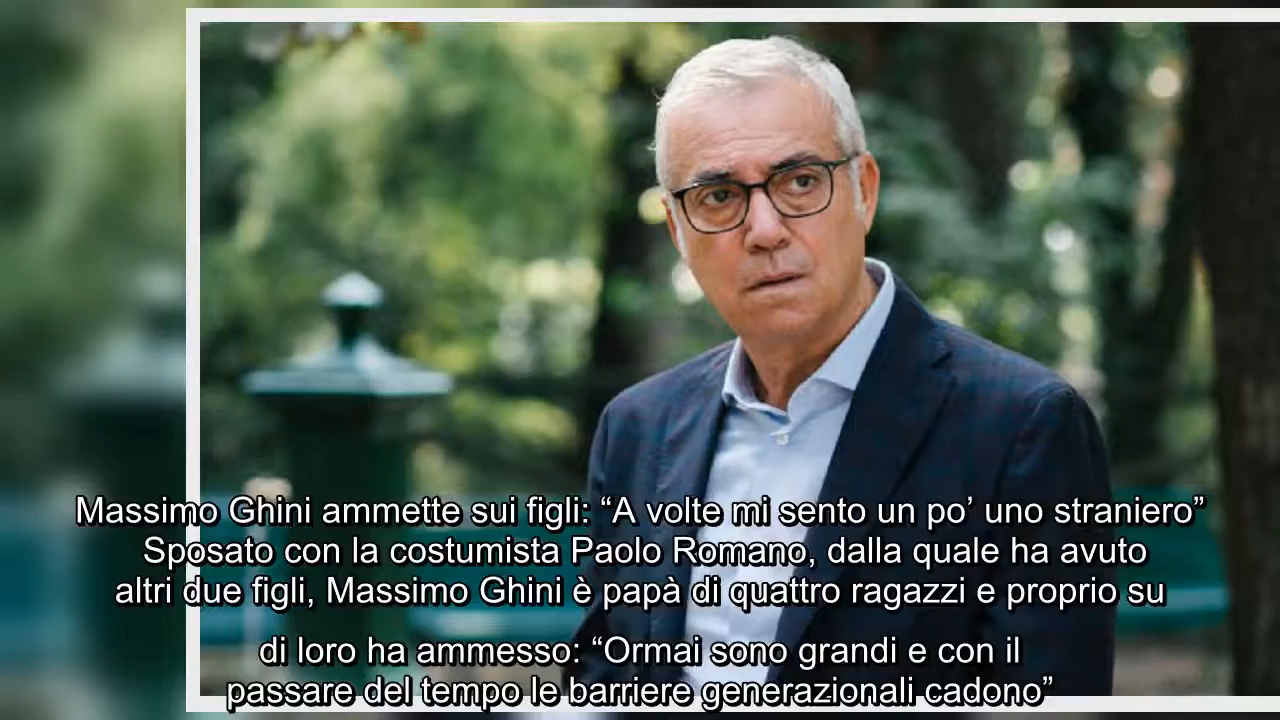 Massimo Ghini ammette sui figli: “A volte mi sento un po’ uno straniero”
Sposato con la costumista Paolo Romano, dalla quale ha avuto
altri due figli, Massimo Ghini è papà di quattro ragazzi e proprio su
di loro ha ammesso: “Ormai sono grandi e con il
passare del tempo le barriere generazionali cadono”